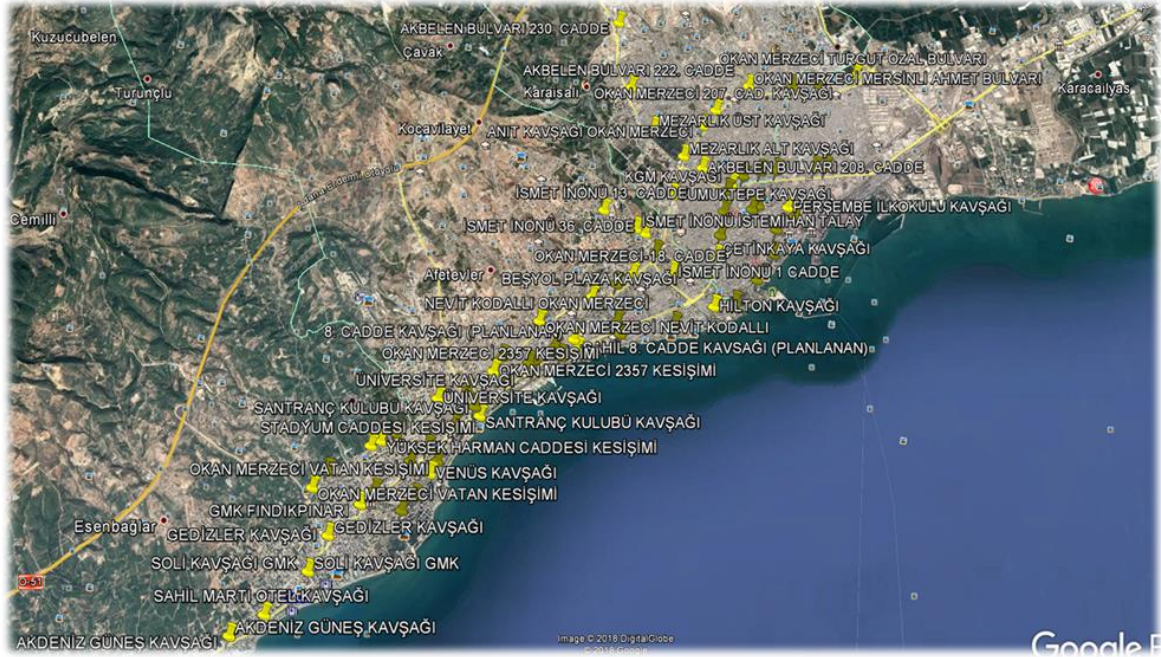 AKBELEN BULVARI 230. CADDE
Kuzucubelen
Çavak
OKAN MERZECİ TURGUT ÖZAL BULVARI
AKBELEN BULVARI 222. CADDE
OKAN MERZECİ MERSİNLİ AHMET BULVARI
Turunçlu
Karaisalı
OKAN MERZECİ 207. CAD. KAVŞAĞI
Karacailyas
MEZARLIK ÜST KAVŞAĞI
Kocavilayet
ANIT KAVŞAĞI OKAN MERZECİ
MEZARLIK ALT KAVŞAĞI
AKBELEN BULVARI 208. CADDE
KGM KAVŞAĞI
Adana Erdemli Otoyolu
İSMET İNÖNÜ 13. CADDE
UMUKTEPE KAVŞAĞI
PERŞEMBE İLKOKULU KAVŞAĞI
Cemilli
İSMET İNÖNÜ 36. CADDE
İSMET İNÖNÜ İSTEMİHAN TALAY
OKAN MERZECİ-18. CADDE
ÇETİNKAYA KAVŞAĞI
Afetevler
BEŞYOL PLAZA KAVŞAĞI
İSMET İNÖNÜ 1 CADDE
NEVİT KODALLI OKAN MERZECİ
HİLTON KAVŞAĞI
8. CADDE KAVŞAĞI (PLANLANAN)
OKAN MERZECİ NEVİT KODALLI
SAHİL 8. CADDE KAVSAĞI (PLANLANAN)
OKAN MERZECİ 2357 KESİŞİMİ
OKAN MERZECİ 2357 KESİŞİMİ
ÜNİVERSİTE KAVŞAĞI
ÜNİVERSİTE KAVŞAĞI
SANTRANÇ KULUBÜ KAVŞAĞI
SANTRANÇ KULUBÜ KAVŞAĞI
STADYUM CADDESİ KESİŞİMİ
YÜKSEK HARMAN CADDESİ KESİŞİMİ
OKAN MERZECİ VATAN KESİŞİMİ
VENÜS KAVŞAĞI
OKAN MERZECİ VATAN KESİŞİMİ
GMK FINDIKPINARI
Esenbağlar
GEDİZLER KAVŞAĞI
GEDİZLER KAVŞAĞI
SOLİ KAVŞAĞI GMK
SOLİ KAVŞAĞI GMK
O-51
SAHİL MARTI OTEL KAVŞAĞI
AKDENİZ GÜNEŞ KAVŞAĞI
AKDENİZ GÜNEŞ KAVŞAĞI
Image © 2018 DigitalGlobe
© 2018 Google
Google